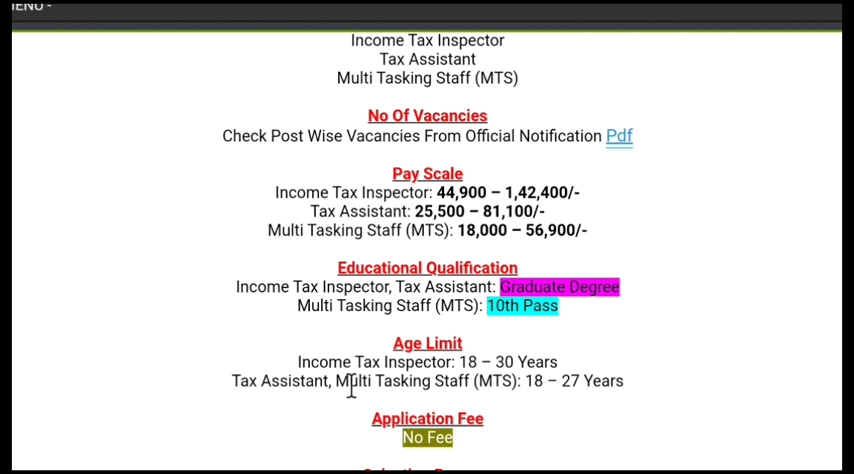 MENU -
Income Tax Inspector
Tax Assistant
Multi Tasking Staff (MTS)
No Of Vacancies
Check Post Wise Vacancies From Official Notification Pdf
Pay Scale
Income Tax Inspector: 44,900 – 1,42,400/-
Tax Assistant: 25,500 – 81,100/-
Multi Tasking Staff (MTS): 18,000 – 56,900/-
Educational Qualification
Income Tax Inspector, Tax Assistant: Graduate Degree
Multi Tasking Staff (MTS): 10th Pass
Age Limit
Income Tax Inspector: 18 – 30 Years
Tax Assistant, Multi Tasking Staff (MTS): 18 – 27 Years
Application Fee
No Fee